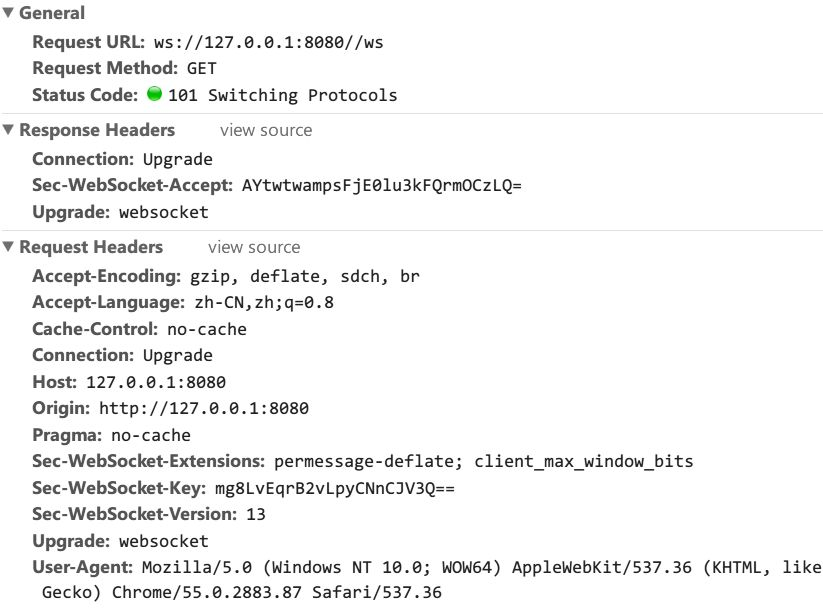 General
Request URL: ws://127.0.0.1:8080//ws
Request Method: GET
Status Code: 101 Switching Protocols
Response Headers view source
Connection: Upgrade
Sec-WebSocket-Accept: AYtwtwampsFjE0lu3kFQrmOCzLQ=
Upgrade: websocket
Request Headers view source
Accept-Encoding: gzip, deflate, sdch, br
Accept-Language: zh-CN,zh;q=0.8
Cache-Control: no-cache
Connection: Upgrade
Host: 127.0.0.1:8080
Origin: http://127.0.0.1:8080
Pragma: no-cache
Sec-WebSocket-Extensions: permessage-deflate; client_max_window_bits
Sec-WebSocket-Key: mg8LvEqrB2vLpyCNnCJV3Q==
Sec-WebSocket-Version: 13
Upgrade: websocket
User-Agent: Mozilla/5.0 (Windows NT 10.0; WOW64) AppleWebKit/537.36 (KHTML, like
Gecko) Chrome/55.0.2883.87 Safari/537.36